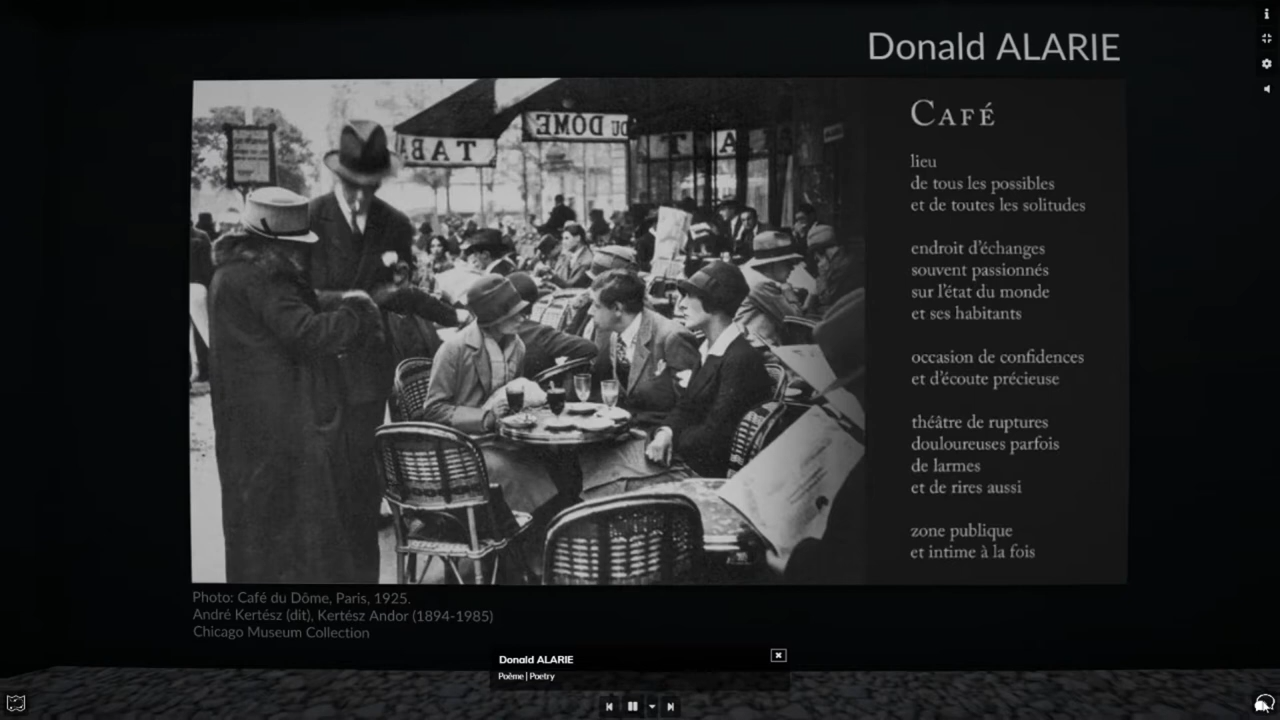 Donald ALARIE
CAFÉ
lieu
de tous les possibles
et de toutes les solitudes
endroit d'échanges
souvent passionnés
sur l'état du monde
et ses habitants
occasion de confidences
et d'écoute précieuse
théâtre de ruptures
douloureuses parfois
de larmes
et de rires aussi
zone publique
et intime à la fois
DU DÔME
TABA
TA
Photo: Café du Dôme, Paris, 1925.
André Kertész (dit), Kertész Andor (1894-1985)
Chicago Museum Collection
Donald ALARIE
Poème | Poetry